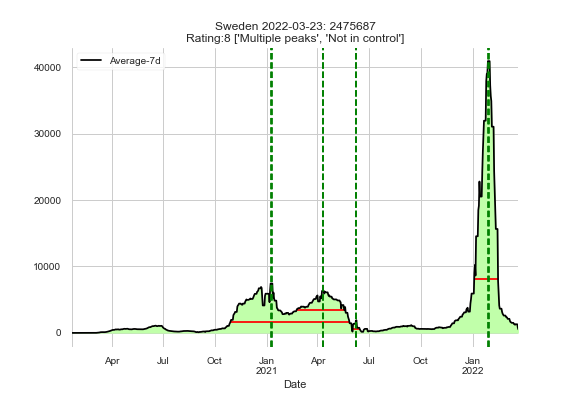 Sweden 2022-03-23: 2475687
Rating:8 ['Multiple peaks', 'Not in control']
Average-7d
40000
30000
20000
10000
0
Apr Jul Oct Jan Apr Jul Oct Jan
2021 2022
Date